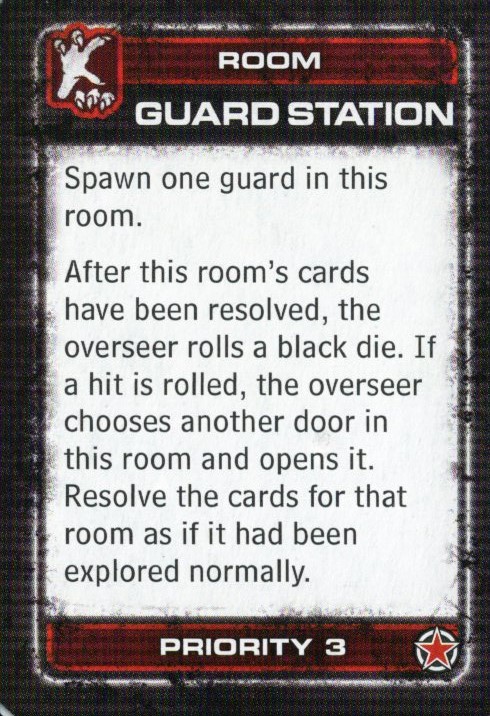 ROOM
GUARD STATION
Spawn one guard in this
room.
After this room's cards
have been resolved, the
overseer rolls a black die. If
a hit is rolled, the overseer
chooses another door in
this room and opens it.
Resolve the cards for that
room as if it had been
explored normally.
PRIORITY 3